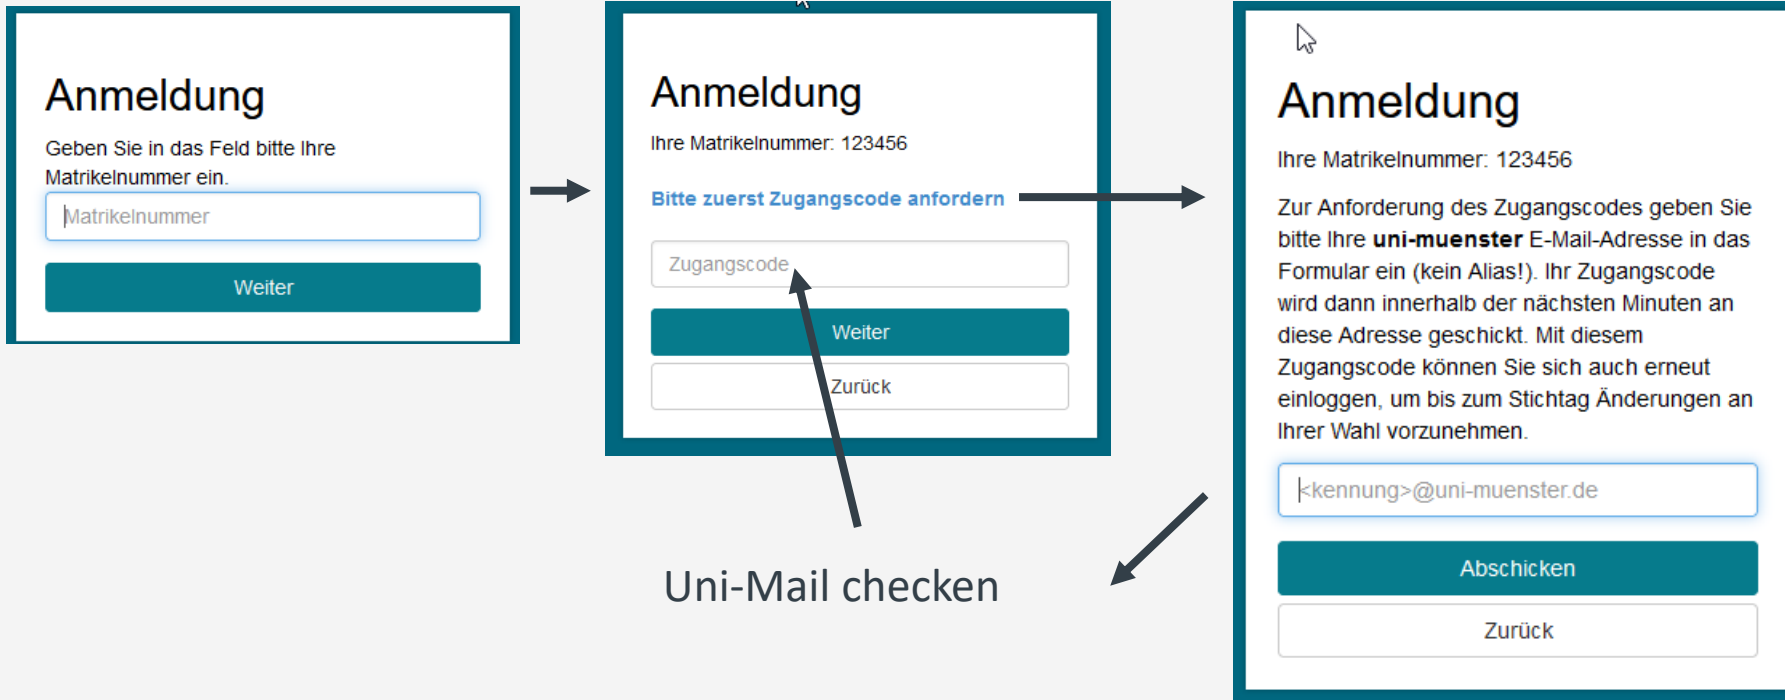 Anmeldung
Geben Sie in das Feld bitte Ihre
Matrikelnummer ein.
Matrikelnummer
Weiter
Anmeldung
Ihre Matrikelnummer: 123456
Bitte zuerst Zugangscode anfordern
Zugangscode
Weiter
Zurück
Uni-Mail checken
Anmeldung
Ihre Matrikelnummer: 123456
Zur Anforderung des Zugangscodes geben Sie
bitte Ihre uni-muenster E-Mail-Adresse in das
Formular ein (kein Alias!). Ihr Zugangscode
wird dann innerhalb der nächsten Minuten an
diese Adresse geschickt. Mit diesem
Zugangscode können Sie sich auch erneut
einloggen, um bis zum Stichtag Änderungen an
Ihrer Wahl vorzunehmen.
<kennung>@uni-muenster.de
Abschicken
Zurück